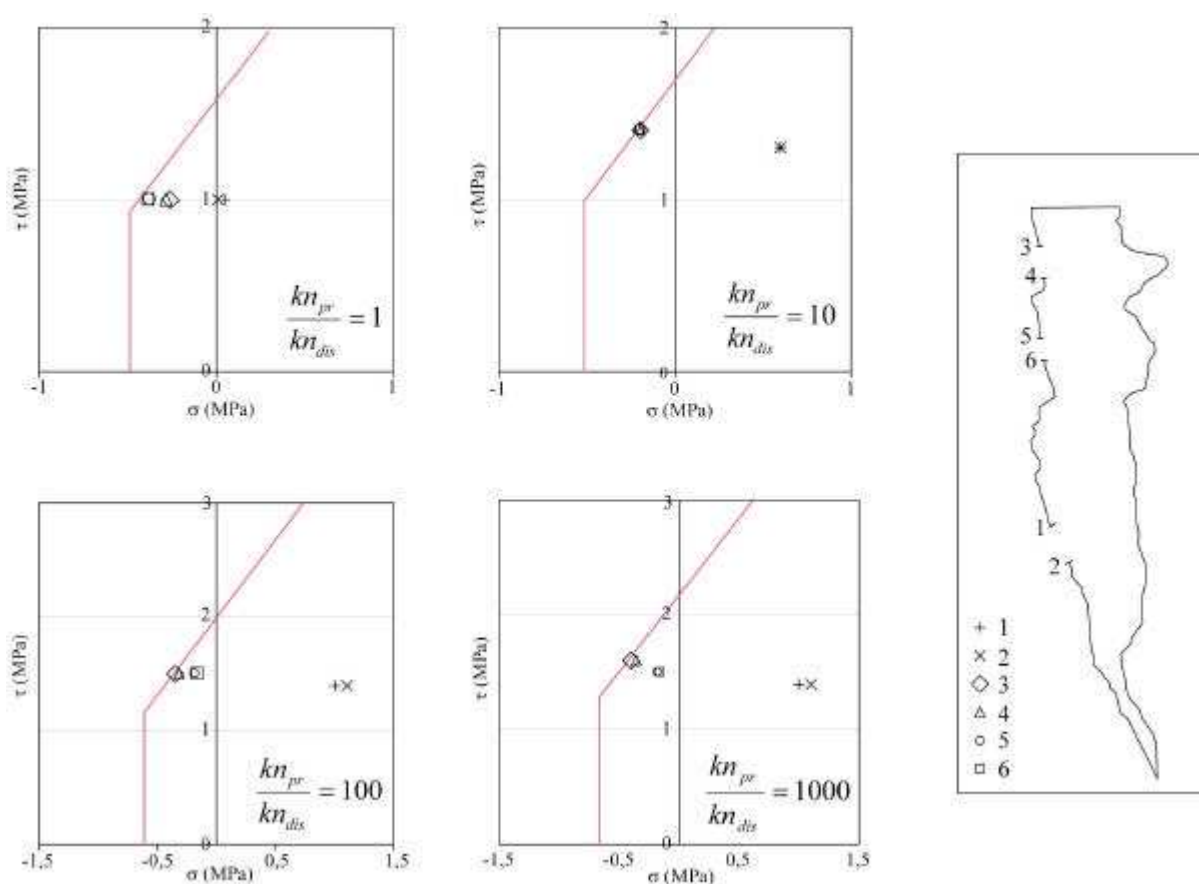 2
1
0
-1
0
1
τ (MPa)
σ (MPa)
kn_pr
kn_dis
= 1
2
1
0
-1
0
1
τ (MPa)
σ (MPa)
kn_pr
kn_dis
= 10
3
2
1
0
-1,5
-0,5
0,5
1,5
τ (MPa)
σ (MPa)
kn_pr
kn_dis
= 100
3
2
1
0
-1,5
-0,5
0,5
1,5
τ (MPa)
σ (MPa)
kn_pr
kn_dis
= 1000
3
4
5
6
1
2
+ 1
× 2
◇ 3
△ 4
○ 5
□ 6